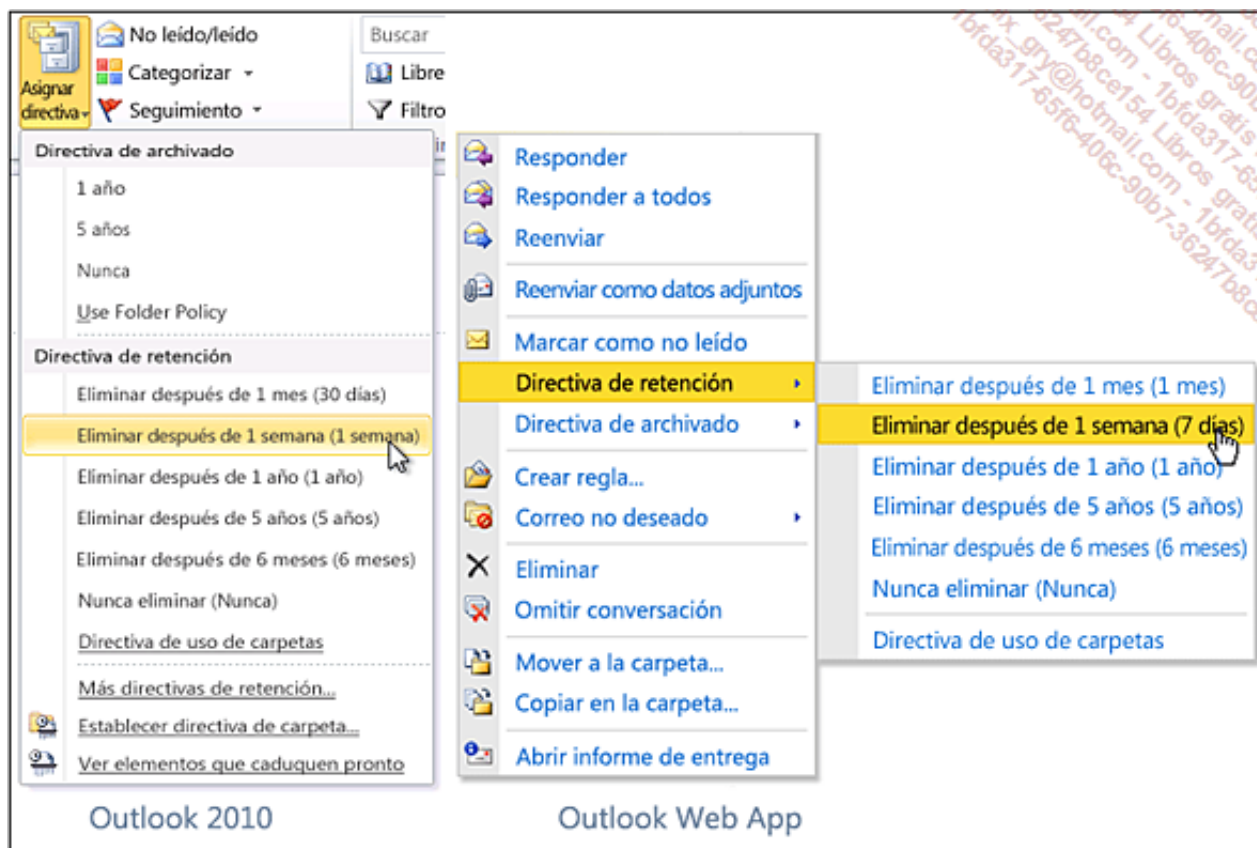 Asignar directiva
No leído/leído
Categorizar
Seguimiento
Buscar
Libre
Filtro
Directiva de archivado
1 año
5 años
Nunca
Use Folder Policy
Directiva de retención
Eliminar después de 1 mes (30 días)
Eliminar después de 1 semana (1 semana)
Eliminar después de 1 año (1 año)
Eliminar después de 5 años (5 años)
Eliminar después de 6 meses (6 meses)
Nunca eliminar (Nunca)
Directiva de uso de carpetas
Más directivas de retención...
Establecer directiva de carpeta...
Ver elementos que caduquen pronto
Outlook 2010
Responder
Responder a todos
Reenviar
Reenviar como datos adjuntos
Marcar como no leído
Directiva de retención
Directiva de archivado
Crear regla...
Correo no deseado
Eliminar
Omitir conversación
Mover a la carpeta...
Copiar en la carpeta...
Abrir informe de entrega
Eliminar después de 1 mes (1 mes)
Eliminar después de 1 semana (7 días)
Eliminar después de 1 año (1 año)
Eliminar después de 5 años (5 años)
Eliminar después de 6 meses (6 meses)
Nunca eliminar (Nunca)
Directiva de uso de carpetas
Outlook Web App